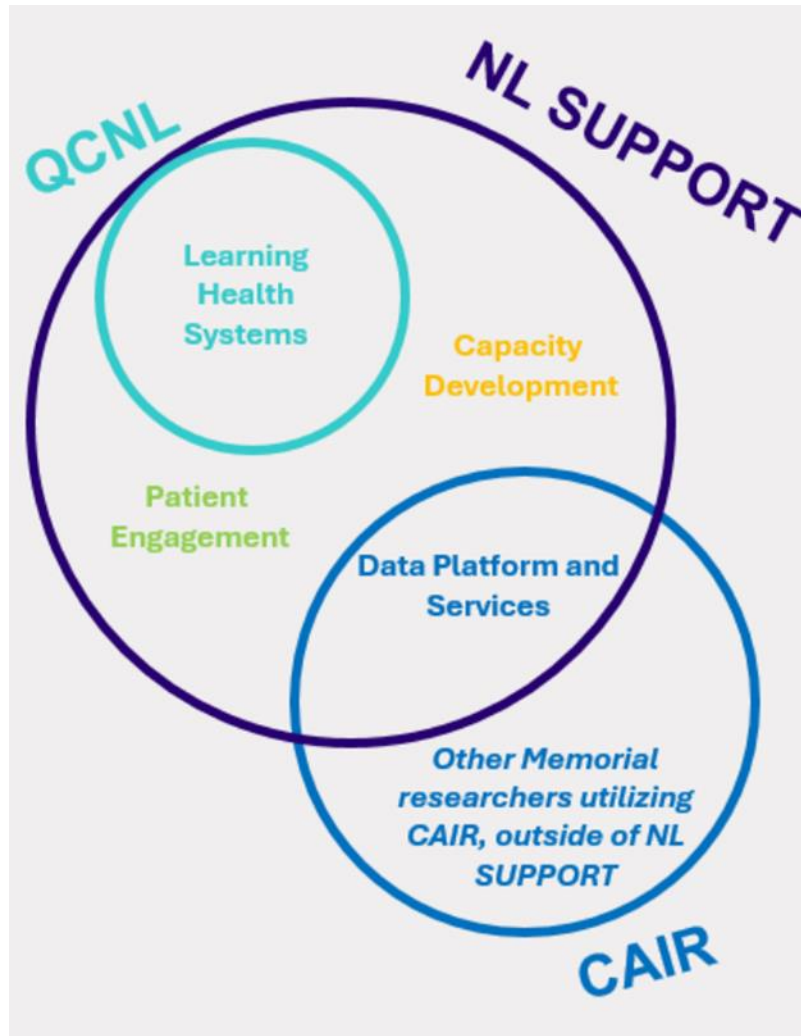 NL SUPPORT
QCNL
Learning
Health
Systems
Capacity
Development
Patient
Engagement
Data Platform and
Services
Other Memorial
researchers utilizing
CAIR, outside of NL
SUPPORT
CAIR